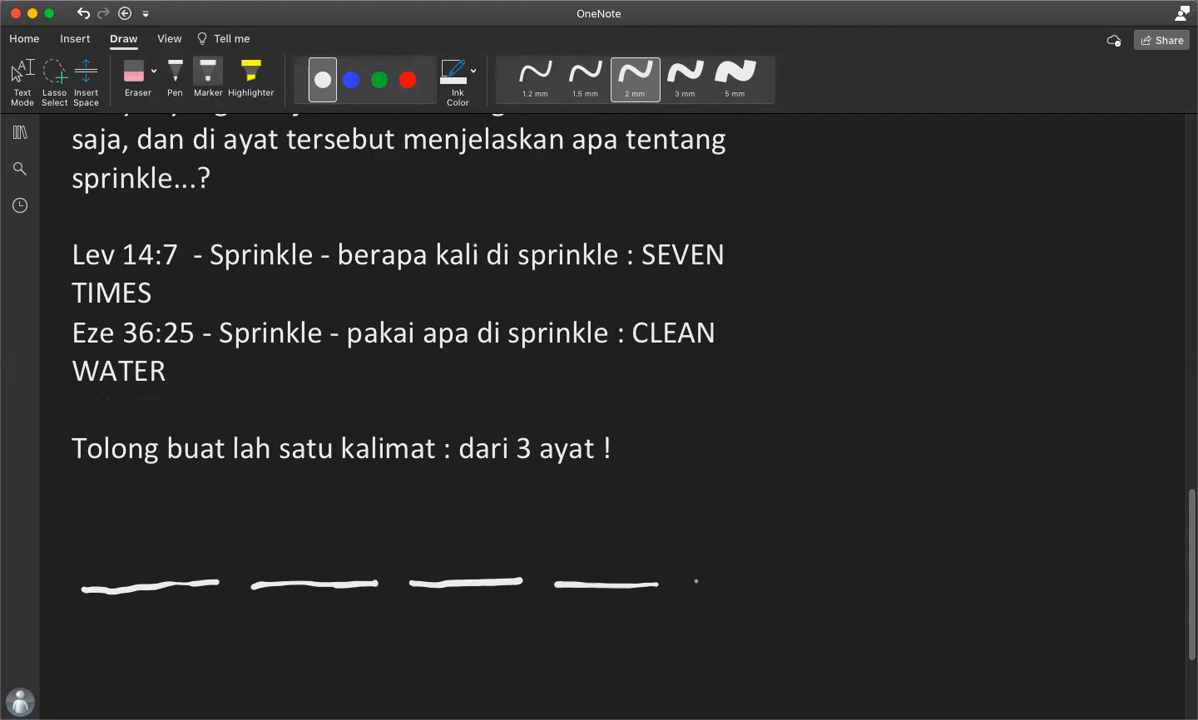 OneNote
Home Insert Draw View Tell me
Share
Text Mode
Lasso Select
Insert Space
Eraser
Pen
Marker
Highlighter
Ink Color
1.2 mm
1.5 mm
2 mm
3 mm
5 mm
saja, dan di ayat tersebut menjelaskan apa tentang
sprinkle...?
Lev 14:7 - Sprinkle - berapa kali di sprinkle : SEVEN
TIMES
Eze 36:25 - Sprinkle - pakai apa di sprinkle : CLEAN
WATER
Tolong buat lah satu kalimat : dari 3 ayat !